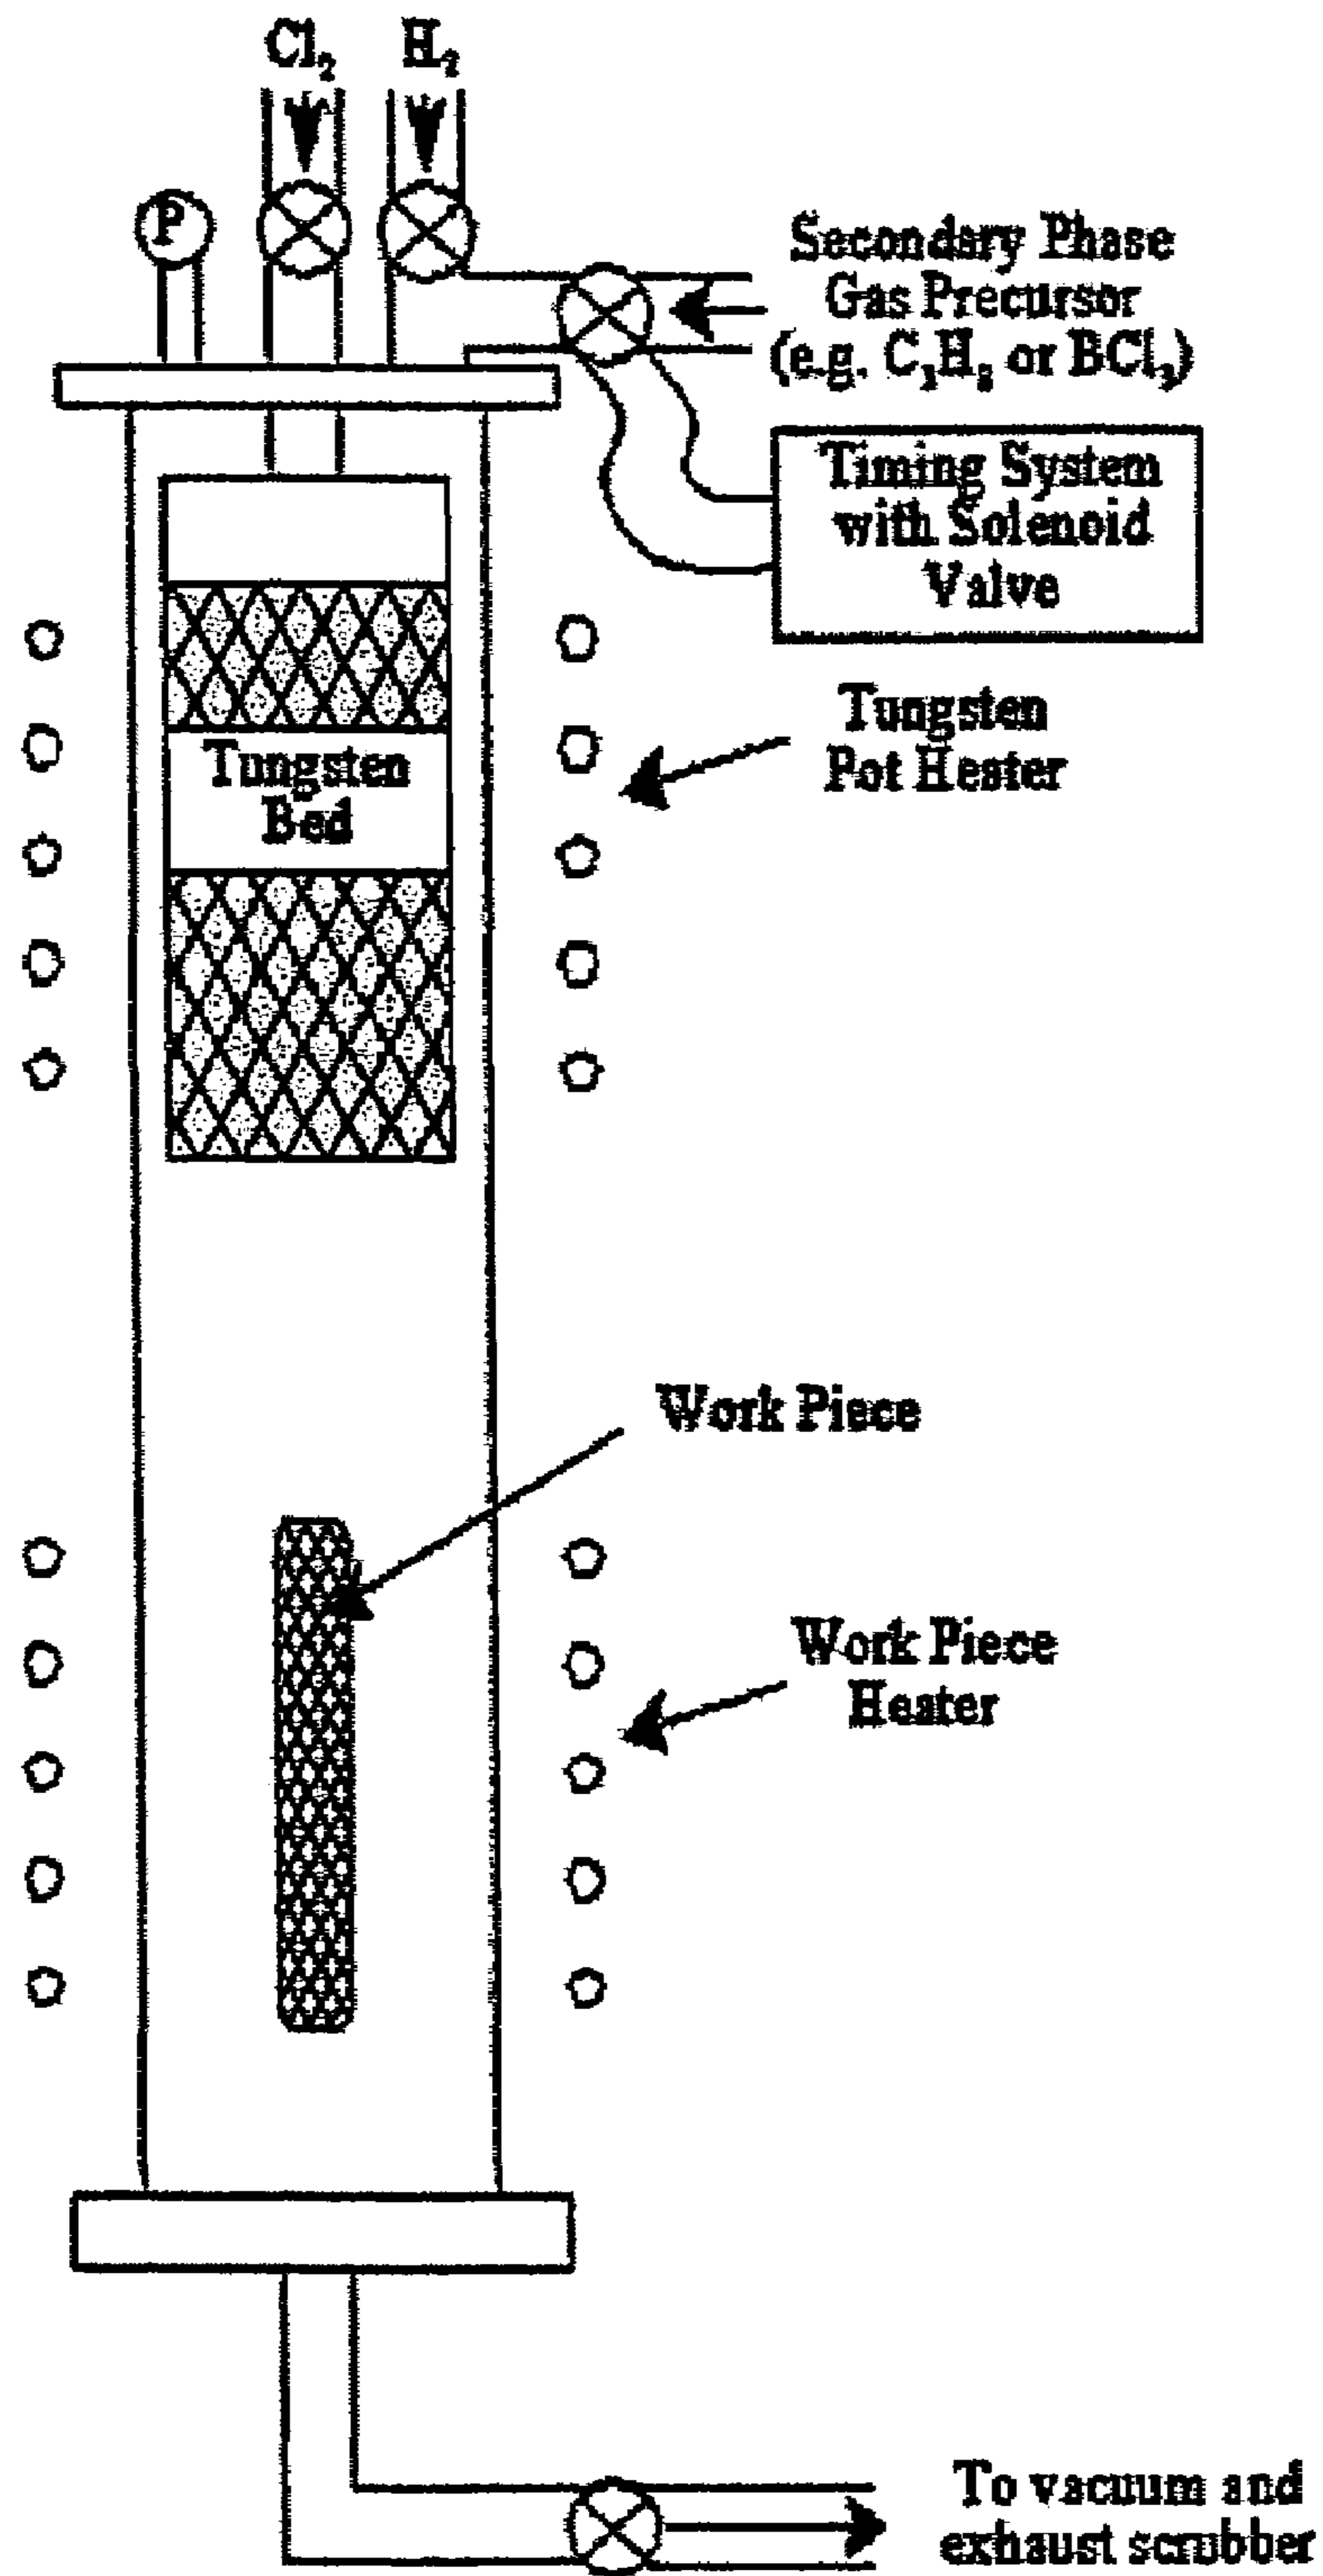 Cl₂ H₂
P
Secondary Phase
Gas Precursor
(e.g. C₃H₈ or BCl₃)
Timing System
with Solenoid
Valve
Tungsten
Pot Heater
Tungsten
Bed
Work Piece
Work Piece
Heater
To vacuum and
exhaust scrubber